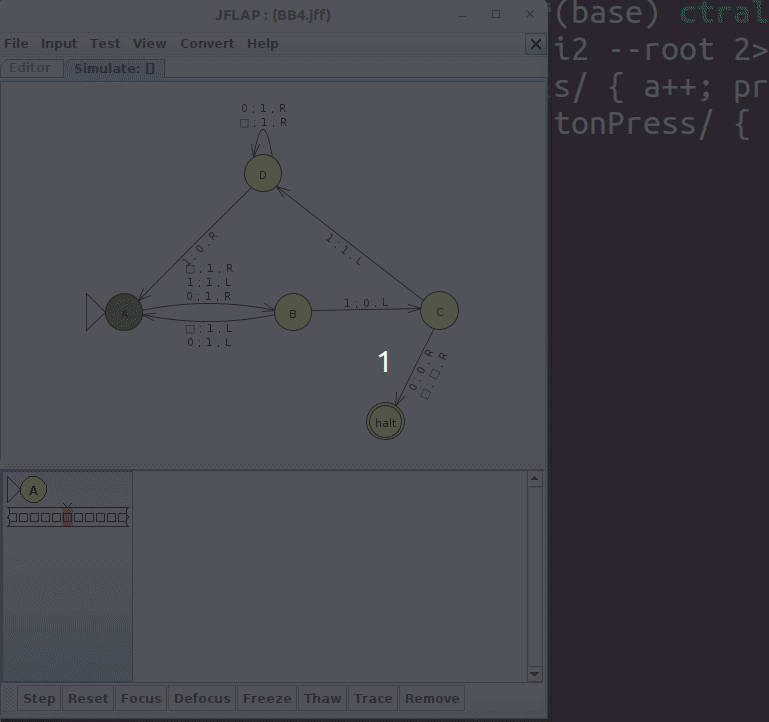 JFLAP : (BB4.jff)
File Input Test View Convert Help
Editor Simulate: []
0 ; 1 , R
□ ; 1 , R
D
1 ; 0 , R
1 ; 1 , L
□ ; 1 , R
1 ; 1 , L
0 ; 1 , R
A
B
1 ; 0 , L
C
□ ; 1 , L
0 ; 1 , L
1
0 ; 0 , R
□ ; □ , R
halt
A
Step Reset Focus Defocus Freeze Thaw Trace Remove
(base) ctral
i2 --root 2>
s/ { a++; pr
tonPress/ {